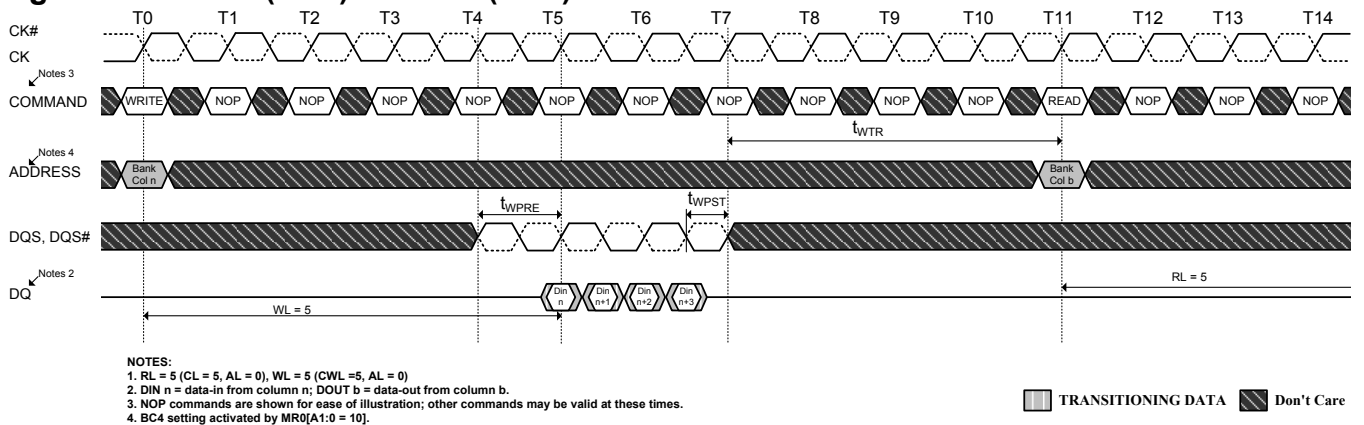 T0 T1 T2 T3 T4 T5 T6 T7 T8 T9 T10 T11 T12 T13 T14
CK#
CK
Notes 3
COMMAND WRITE NOP NOP NOP NOP NOP NOP NOP NOP NOP NOP READ NOP NOP NOP
tWTR
Notes 4
ADDRESS
Bank Bank
Col n Col b
tWPRE tWPST
DQS, DQS#
Notes 2
DQ
Din Din Din Din
n n+1 n+2 n+3
RL = 5
WL = 5
NOTES:
1. RL = 5 (CL = 5, AL = 0), WL = 5 (CWL =5, AL = 0)
2. DIN n = data-in from column n; DOUT b = data-out from column b.
3. NOP commands are shown for ease of illustration; other commands may be valid at these times.
4. BC4 setting activated by MR0[A1:0 = 10].
TRANSITIONING DATA Don't Care